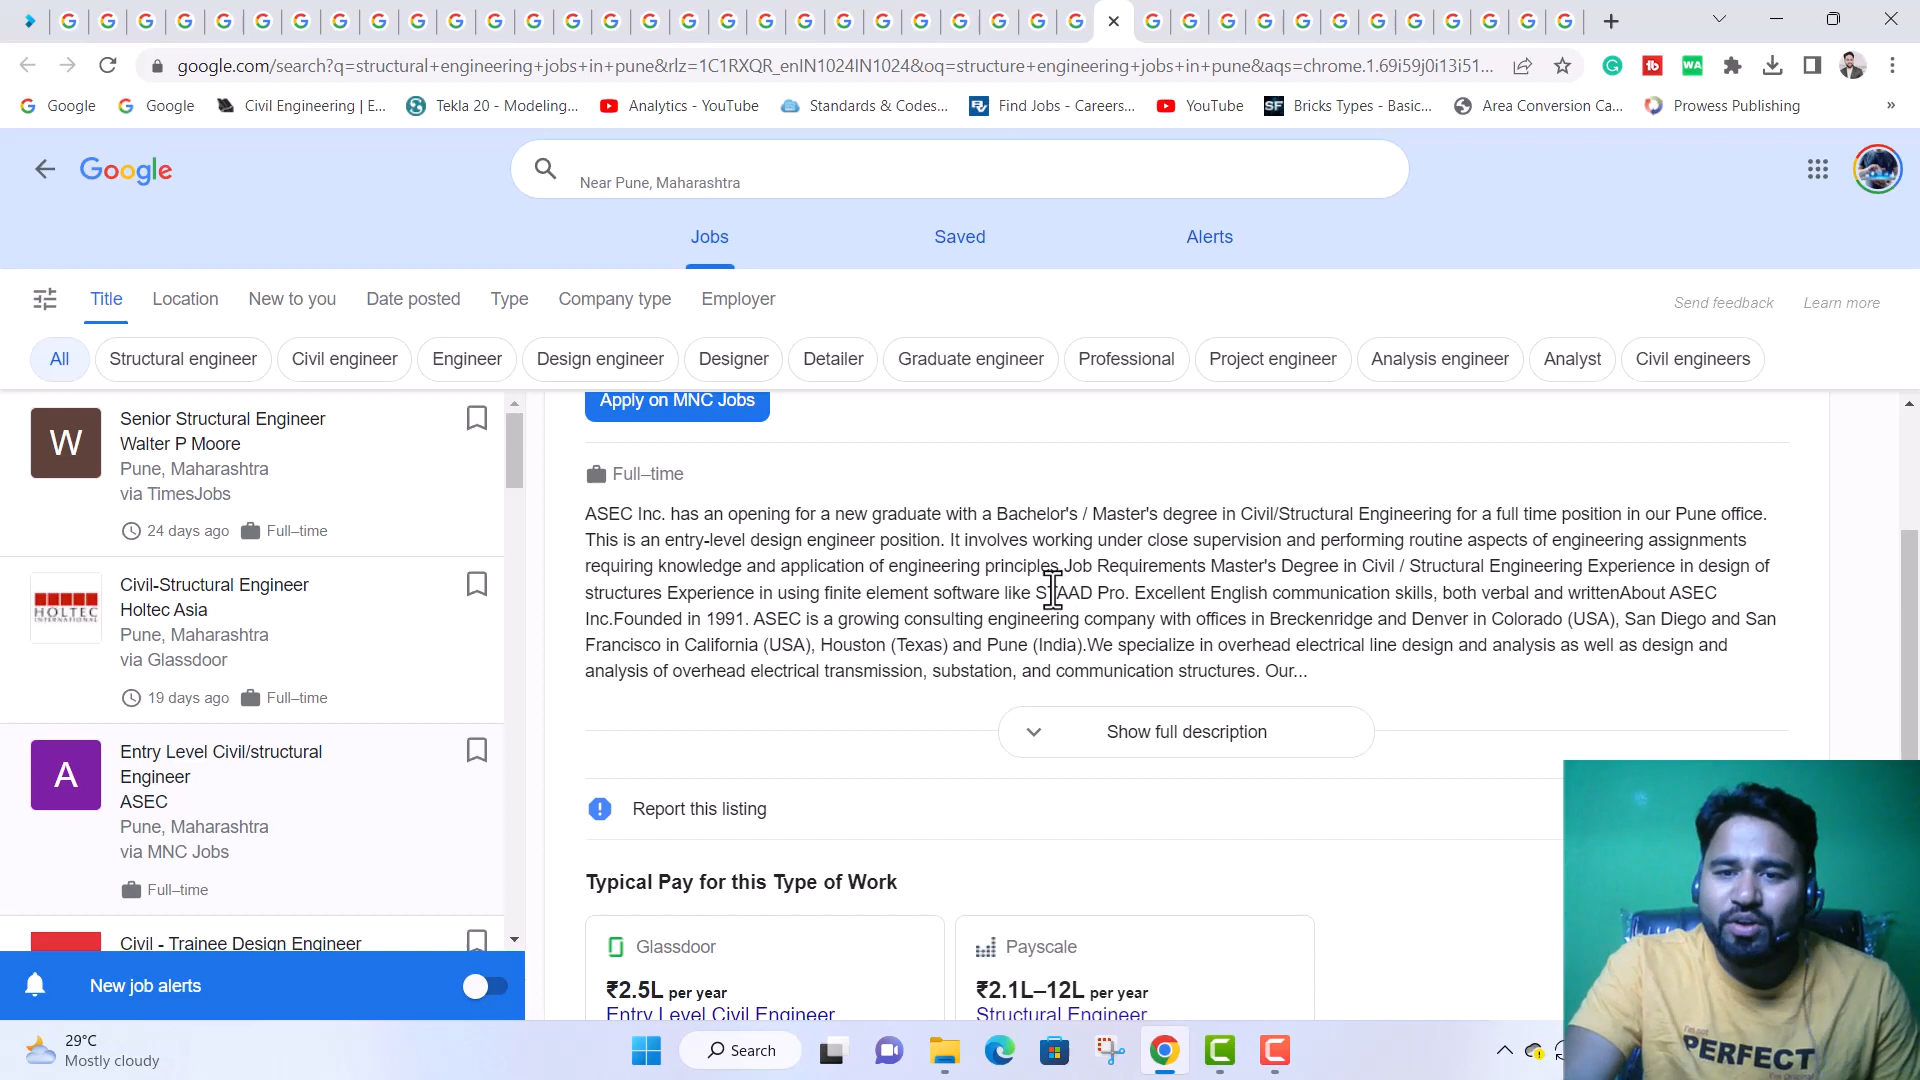 google.com/search?q=structural+engineering+jobs+in+pune&rlz=1C1RXQR_enIN1024IN1024&oq=structure+engineering+jobs+in+pune&aqs=chrome.1.69i59j0i13i51...
Google
Google
Civil Engineering | E...
Tekla 20 - Modeling...
Analytics - YouTube
Standards & Codes...
Find Jobs - Careers...
YouTube
Bricks Types - Basic...
Area Conversion Ca...
Prowess Publishing
»
Google
Near Pune, Maharashtra
Jobs
Saved
Alerts
Title
Location
New to you
Date posted
Type
Company type
Employer
Send feedback
Learn more
All
Structural engineer
Civil engineer
Engineer
Design engineer
Designer
Detailer
Graduate engineer
Professional
Project engineer
Analysis engineer
Analyst
Civil engineers
W
Senior Structural Engineer
Walter P Moore
Pune, Maharashtra
via TimesJobs
24 days ago
Full–time
HOLTEC
INTERNATIONAL
Civil-Structural Engineer
Holtec Asia
Pune, Maharashtra
via Glassdoor
19 days ago
Full–time
A
Entry Level Civil/structural
Engineer
ASEC
Pune, Maharashtra
via MNC Jobs
Full–time
Civil - Trainee Design Engineer
New job alerts
Apply on MNC Jobs
Full–time
ASEC Inc. has an opening for a new graduate with a Bachelor's / Master's degree in Civil/Structural Engineering for a full time position in our Pune office.
This is an entry-level design engineer position. It involves working under close supervision and performing routine aspects of engineering assignments
requiring knowledge and application of engineering principles.Job Requirements Master's Degree in Civil / Structural Engineering Experience in design of
structures Experience in using finite element software like STAAD Pro. Excellent English communication skills, both verbal and writtenAbout ASEC
Inc.Founded in 1991. ASEC is a growing consulting engineering company with offices in Breckenridge and Denver in Colorado (USA), San Diego and San
Francisco in California (USA), Houston (Texas) and Pune (India).We specialize in overhead electrical line design and analysis as well as design and
analysis of overhead electrical transmission, substation, and communication structures. Our...
Show full description
Report this listing
Typical Pay for this Type of Work
Glassdoor
₹2.5L per year
Entry Level Civil Engineer
Payscale
₹2.1L–12L per year
Structural Engineer
I'm not
PERFECT
29°C
Mostly cloudy
Search